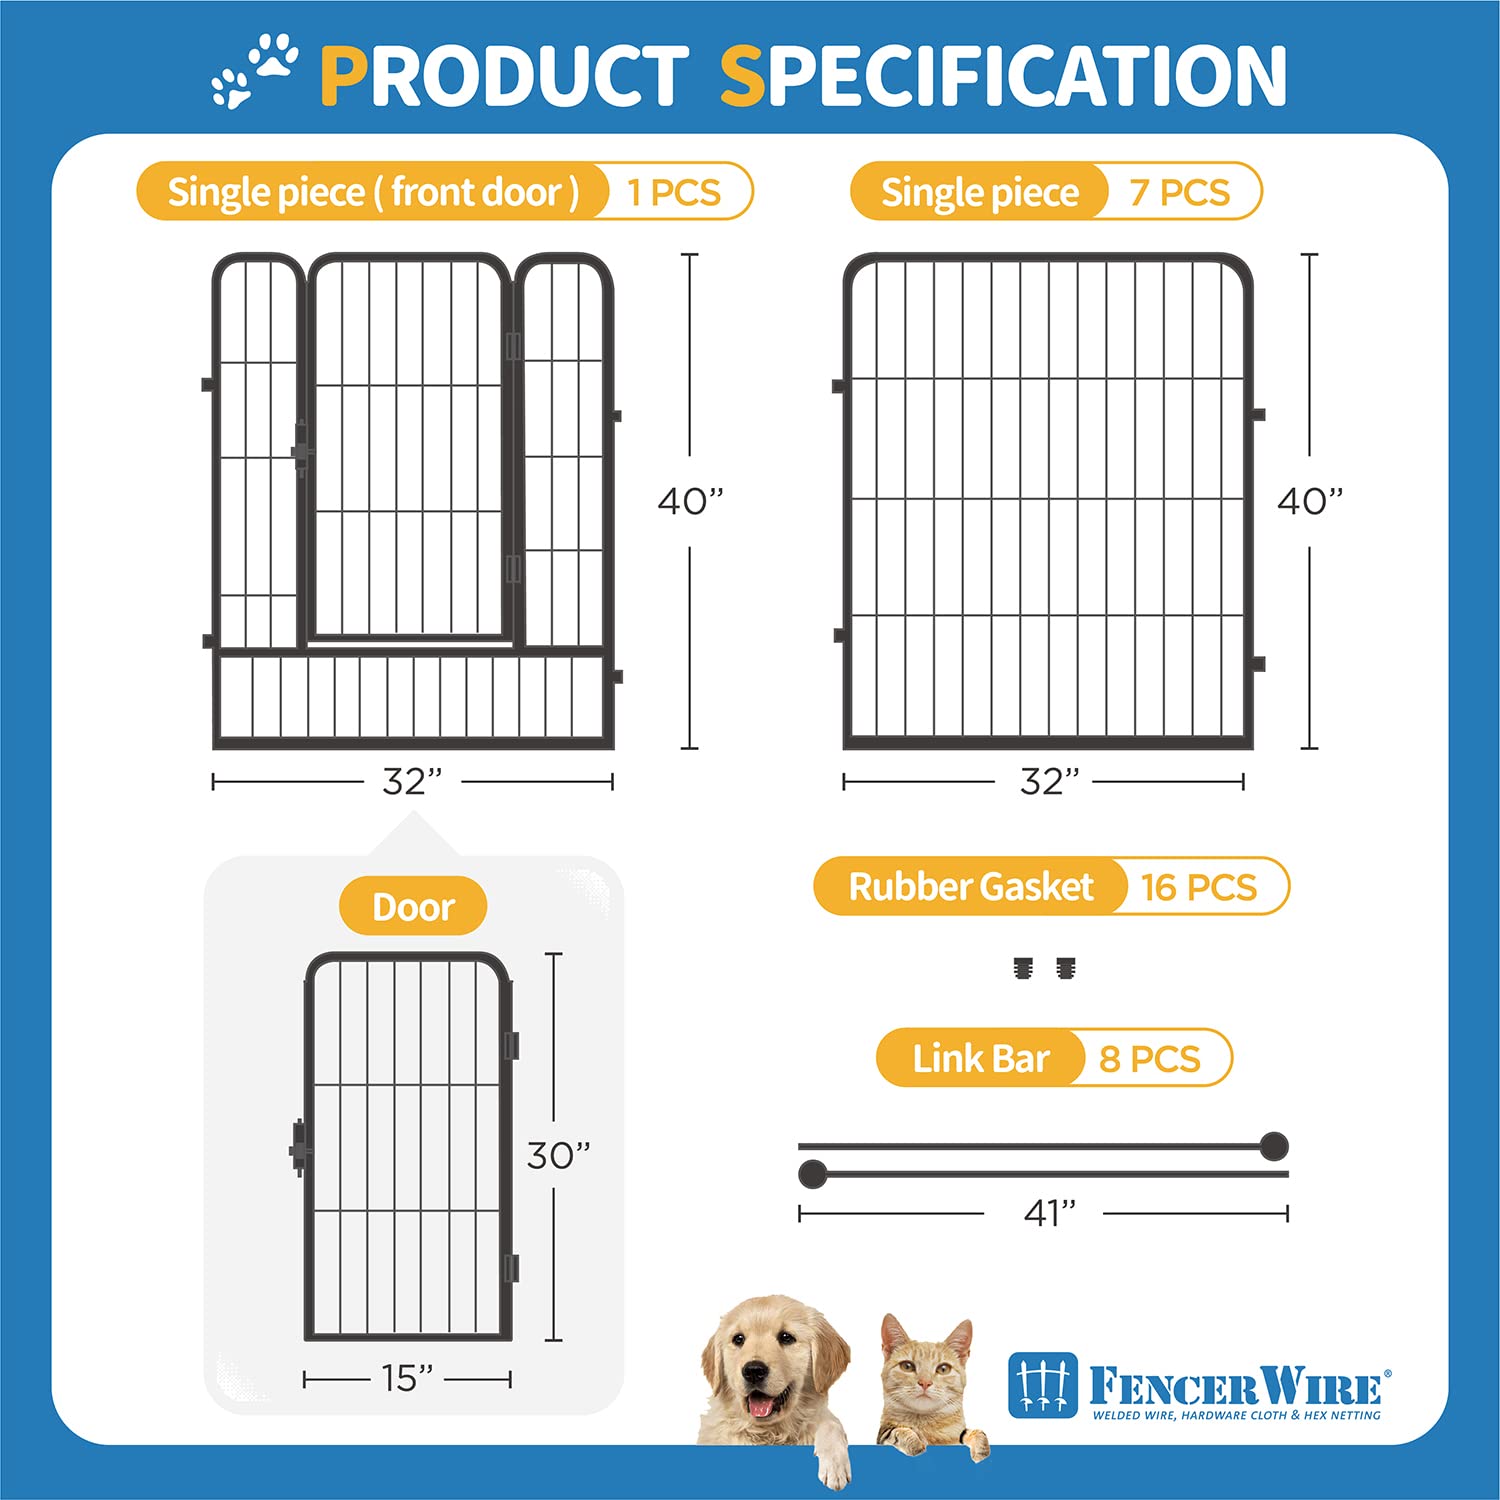 PRODUCT SPECIFICATION
Single piece ( front door ) 1 PCS
Single piece 7 PCS
40”
40”
32”
32”
Door
30”
15”
Rubber Gasket 16 PCS
Link Bar 8 PCS
41”
FENCERWIRE®
WELDED WIRE, HARDWARE CLOTH & HEX NETTING